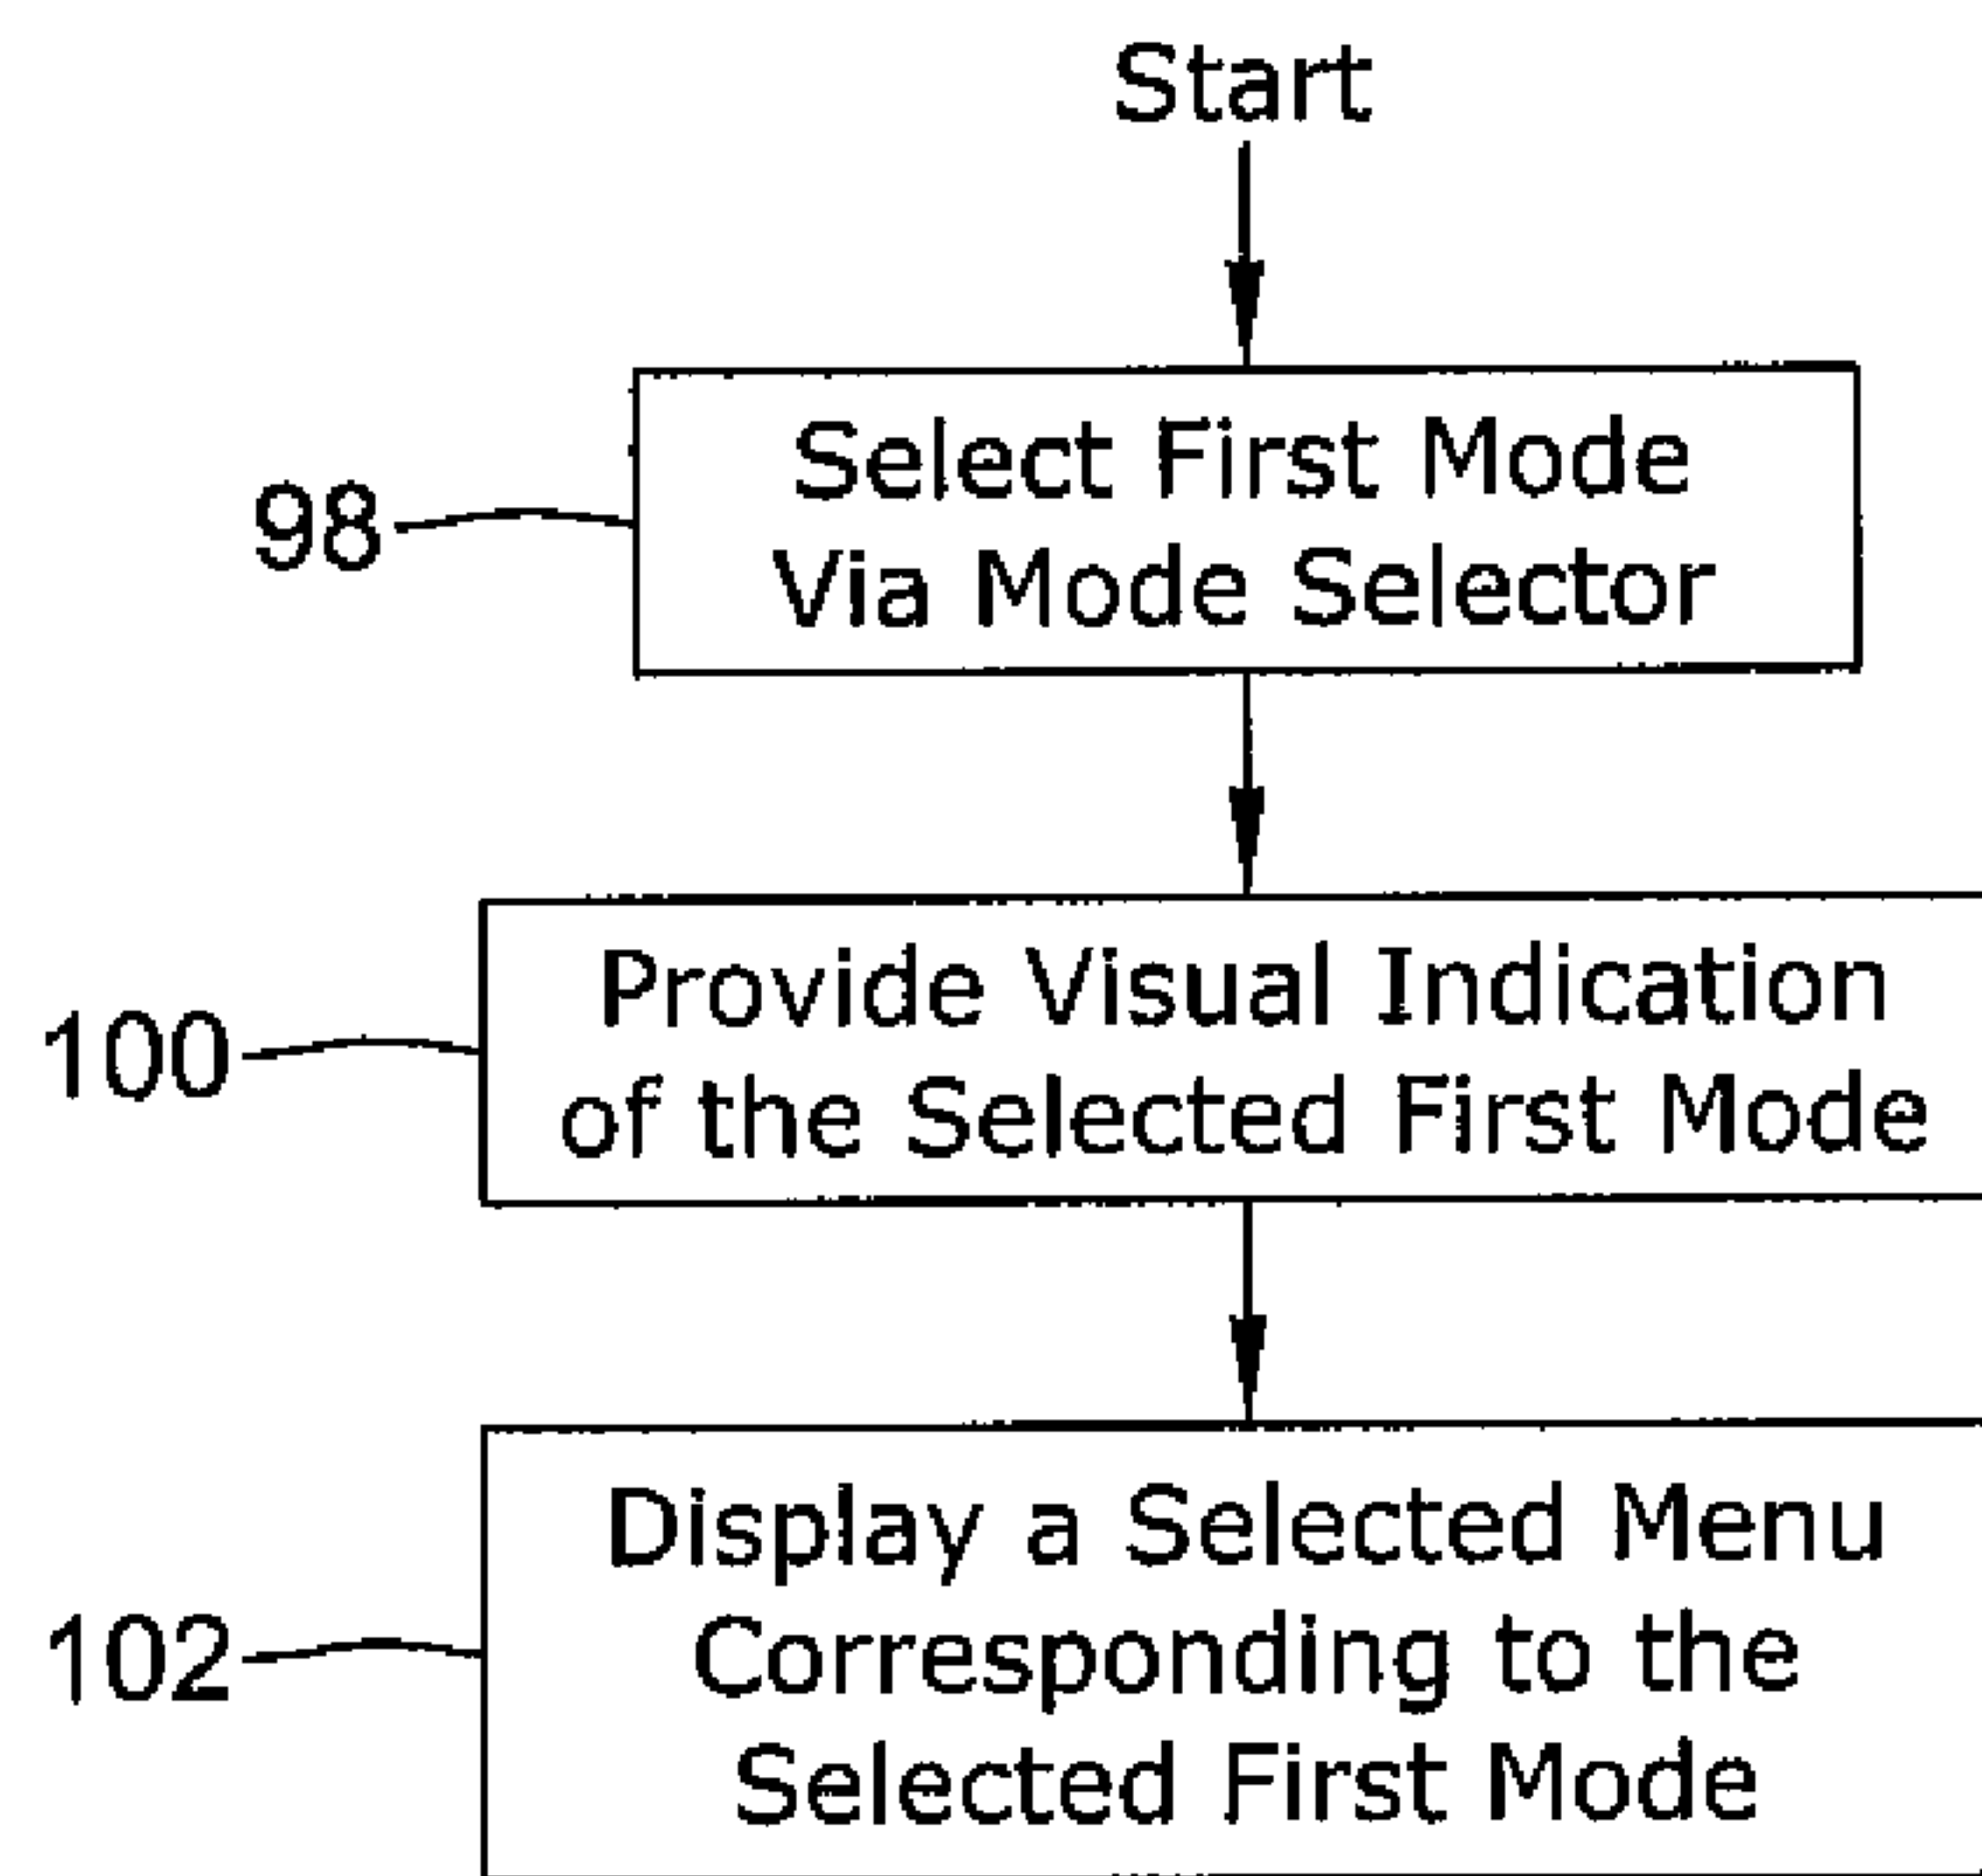 Start
98
Select First Mode
Via Mode Selector
100
Provide Visual Indication
of the Selected First Mode
102
Display a Selected Menu
Corresponding to the
Selected First Mode